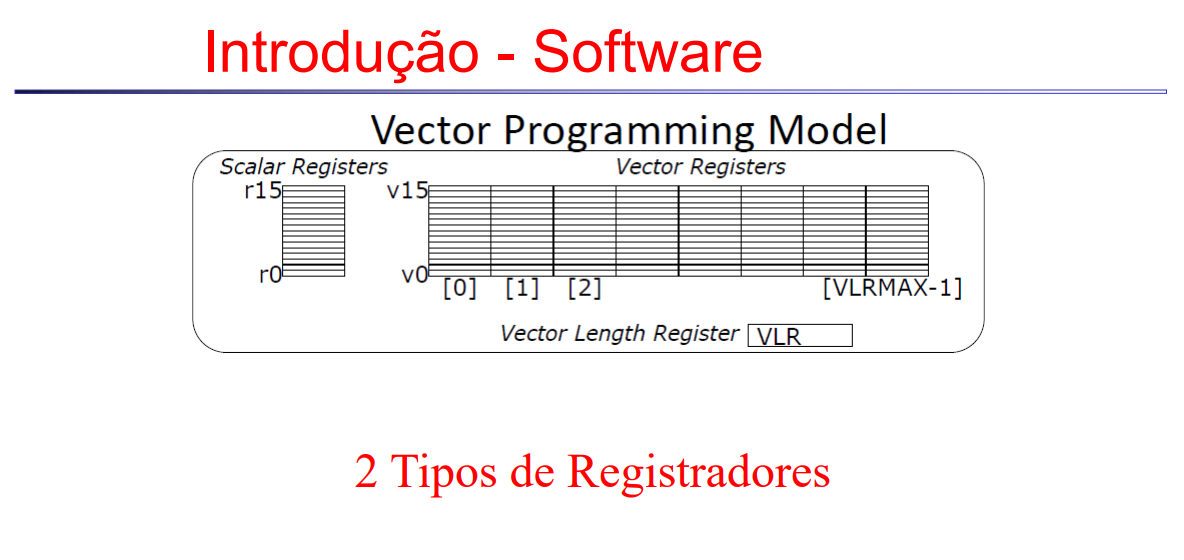 Introdução - Software
Vector Programming Model
Scalar Registers
Vector Registers
r15
v15
r0
v0
[0] [1] [2] [VLRMAX-1]
Vector Length Register VLR
2 Tipos de Registradores